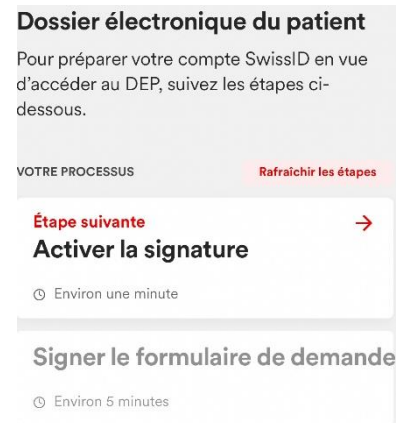 Dossier électronique du patient
Pour préparer votre compte SwissID en vue
d’accéder au DEP, suivez les étapes ci-
dessous.
VOTRE PROCESSUS
Rafraîchir les étapes
Étape suivante
Activer la signature
Environ une minute
Signer le formulaire de demande
Environ 5 minutes